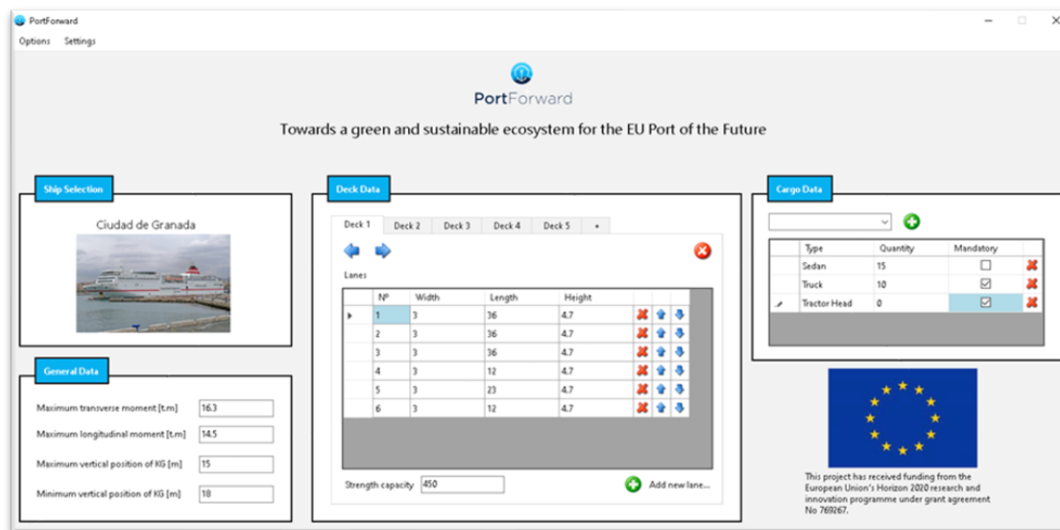 PortForward
Options Settings
PortForward
Towards a green and sustainable ecosystem for the EU Port of the Future
Ship Selection
Ciudad de Granada
General Data
Maximum transverse moment [t.m] 16.3
Maximum longitudinal moment [t.m] 14.5
Maximum vertical position of KG [m] 15
Minimum vertical position of KG [m] 18
Deck Data
Deck 1 Deck 2 Deck 3 Deck 4 Deck 5 +
Lanes
Nº Width Length Height
1 3 36 4.7
2 3 36 4.7
3 3 36 4.7
4 3 12 4.7
5 3 23 4.7
6 3 12 4.7
Strength capacity 450 Add new lane...
Cargo Data
Type Quantity Mandatory
Sedan 15
Truck 10
Tractor Head 0
This project has received funding from the
European Union's Horizon 2020 research and
innovation programme under grant agreement
No 769267.